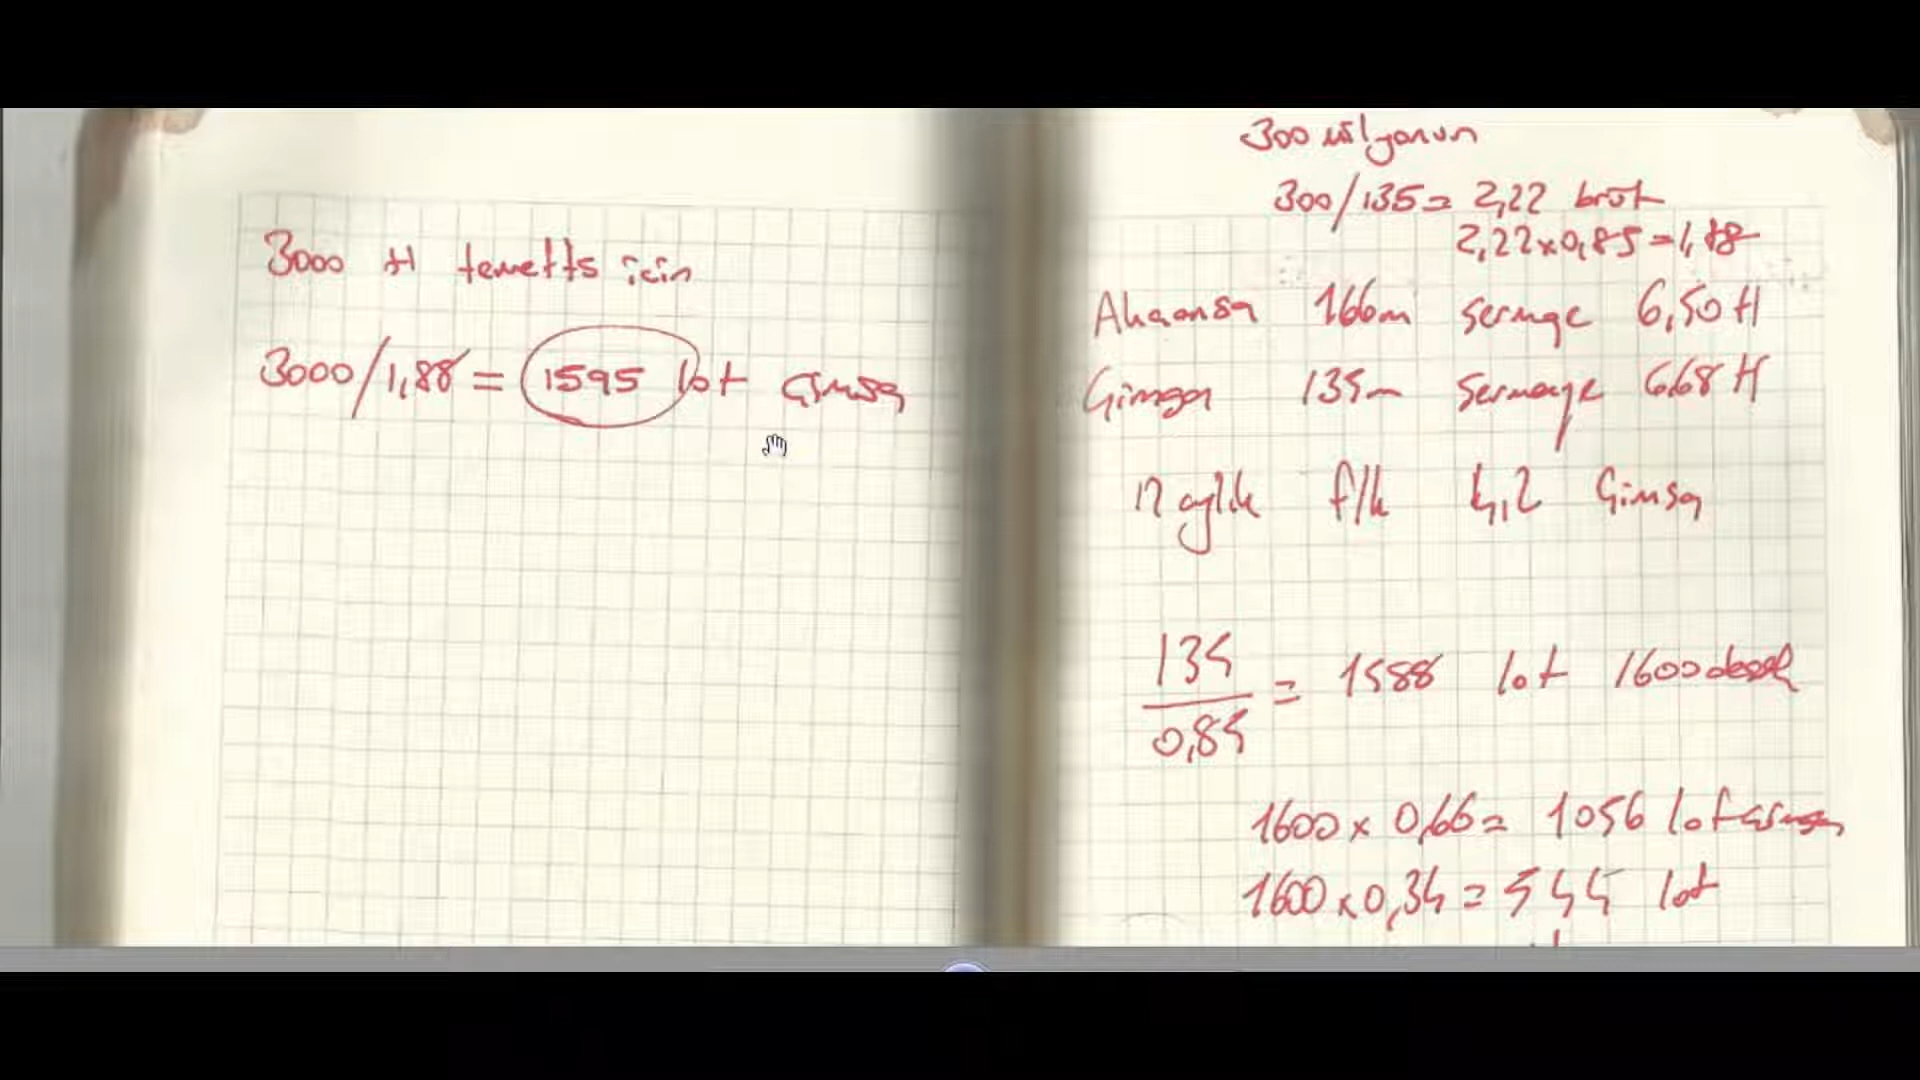 3000 tl temettü için
3000/1,88 = 1595 lot Çimsa
300 milyonun
300/135 = 2,22 brüt
2,22x0,85 = 1,88
Akçansa 166m sermaye 6,50 tl
Çimsa 135m sermaye 6,68 tl
12 aylık f/k 4,2 Çimsa
135
0,85
= 1588 lot 1600 desek
1600 x 0,66 = 1056 lot Çimsa
1600 x 0,34 = 544 lot